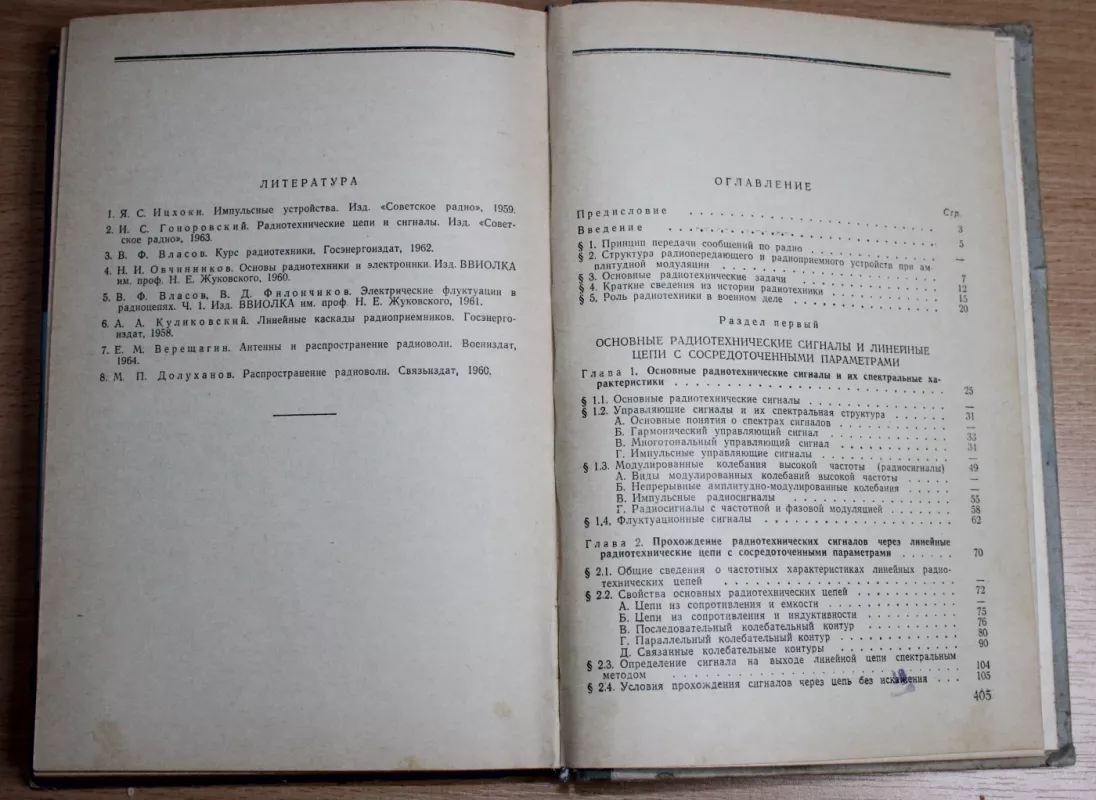 ЛИТЕРАТУРА
1. Я. С. Ицхоки. Импульсные устройства. Изд. «Советское радио», 1959.
2. И. С. Гоноровский. Радиотехнические цепи и сигналы. Изд. «Совет-
ское радио», 1963.
3. В. Ф. Власов. Курс радиотехники. Госэнергоиздат, 1962.
4. Н. И. Овчинников. Основы радиотехники и электроники. Изд. ВВИОЛКА
им. проф. Н. Е. Жуковского, 1960.
5. В. Ф. Власов, В. Д. Филончиков. Электрические флуктуации в
радиоцепях. Ч. 1. Изд. ВВИОЛКА им. проф. Н. Е. Жуковского, 1961.
6. А. А. Куликовский. Линейные каскады радиоприемников. Госэнерго-
издат, 1958.
7. Е. М. Верещагин. Антенны и распространение радиоволн. Воениздат,
1964.
8. М. П. Долуханов. Распространение радиоволн. Связьиздат, 1960.
ОГЛАВЛЕНИЕ
Стр.
Предисловие . . . 3
Введение . . . 5
§ 1. Принцип передачи сообщений по радио . . . —
§ 2. Структура радиопередающего и радиоприемного устройств при ам-
плитудной модуляции . . . 7
§ 3. Основные радиотехнические задачи . . . 12
§ 4. Краткие сведения из истории радиотехники . . . 15
§ 5. Роль радиотехники в военном деле . . . 20
Раздел первый
ОСНОВНЫЕ РАДИОТЕХНИЧЕСКИЕ СИГНАЛЫ И ЛИНЕЙНЫЕ
ЦЕПИ С СОСРЕДОТОЧЕННЫМИ ПАРАМЕТРАМИ
Глава 1. Основные радиотехнические сигналы и их спектральные ха-
рактеристики . . . 25
§ 1.1. Основные радиотехнические сигналы . . . —
§ 1.2. Управляющие сигналы и их спектральная структура . . . 31
А. Основные понятия о спектрах сигналов . . . —
Б. Гармонический управляющий сигнал . . . 33
В. Многотональный управляющий сигнал . . . 34
Г. Импульсные управляющие сигналы . . . —
§ 1.3. Модулированные колебания высокой частоты (радиосигналы) 49
А. Виды модулированных колебаний высокой частоты . . . —
Б. Непрерывные амплитудно-модулированные колебания . . . —
В. Импульсные радиосигналы . . . 55
Г. Радиосигналы с частотной и фазовой модуляцией . . . 58
§ 1.4. Флуктуационные сигналы . . . 62
Глава 2. Прохождение радиотехнических сигналов через линейные
радиотехнические цепи с сосредоточенными параметрами . . . 70
§ 2.1. Общие сведения о частотных характеристиках линейных радио-
технических цепей . . . —
§ 2.2. Свойства основных радиотехнических цепей . . . 72
А. Цепи из сопротивления и емкости . . . —
Б. Цепи из сопротивления и индуктивности . . . 75
В. Последовательный колебательный контур . . . 76
Г. Параллельный колебательный контур . . . 80
Д. Связанные колебательные контуры . . . 90
§ 2.3. Определение сигнала на выходе линейной цепи спектральным
методом . . . 104
§ 2.4. Условия прохождения сигналов через цепь без искажения . . . 105
405